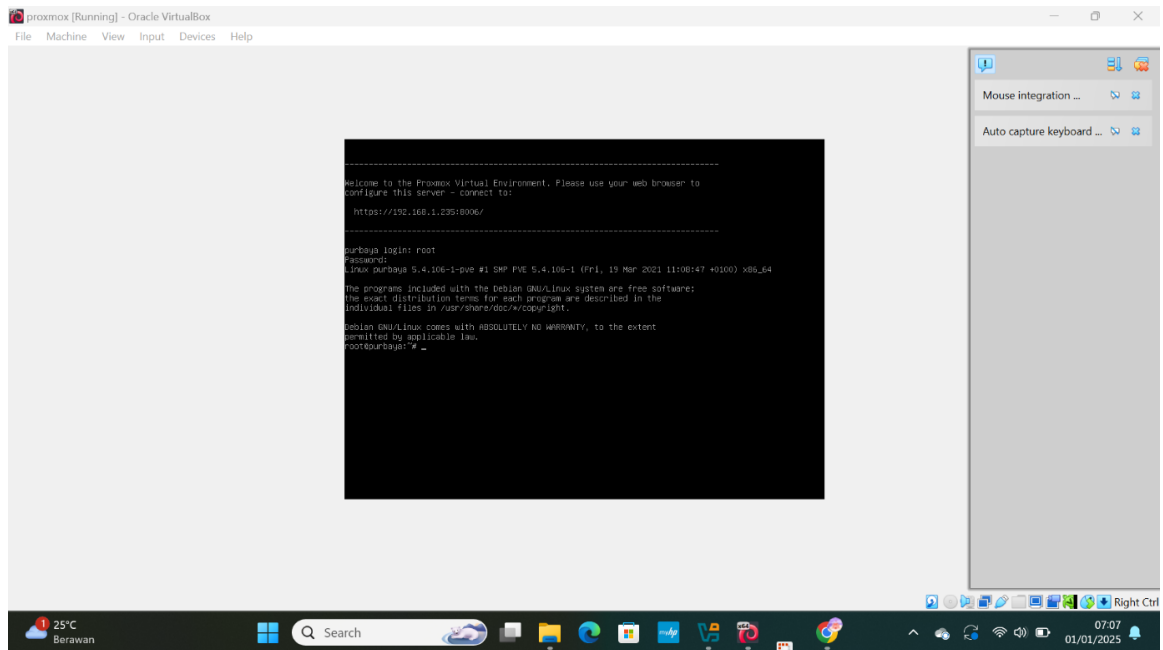 proxmox [Running] - Oracle VirtualBox
File Machine View Input Devices Help
Mouse integration ...
Auto capture keyboard ...
--------------------------------------------------------------------------------
Welcome to the Proxmox Virtual Environment. Please use your web browser to
configure this server - connect to:
https://192.168.1.235:8006/
--------------------------------------------------------------------------------
purbaya login: root
Password:
Linux purbaya 5.4.106-1-pve #1 SMP PVE 5.4.106-1 (Fri, 19 Mar 2021 11:08:47 +0100) x86_64
The programs included with the Debian GNU/Linux system are free software;
the exact distribution terms for each program are described in the
individual files in /usr/share/doc/*/copyright.
Debian GNU/Linux comes with ABSOLUTELY NO WARRANTY, to the extent
permitted by applicable law.
root@purbaya:~# _
Right Ctrl
1
25°C
Berawan
Search
myhp
07:07
01/01/2025